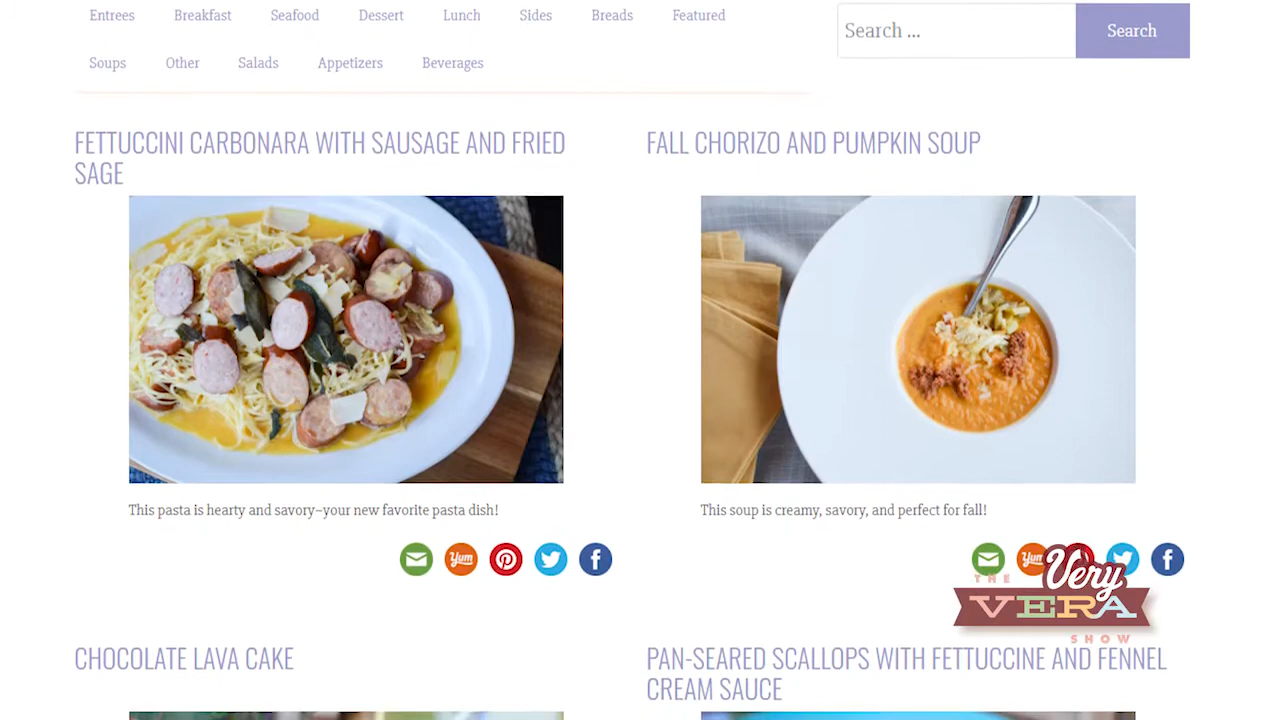 Entrees Breakfast Seafood Dessert Lunch Sides Breads Featured
Soups Other Salads Appetizers Beverages
Search ... Search
FETTUCCINI CARBONARA WITH SAUSAGE AND FRIED
SAGE
This pasta is hearty and savory–your new favorite pasta dish!
Yum
FALL CHORIZO AND PUMPKIN SOUP
This soup is creamy, savory, and perfect for fall!
Yum
THE Very
VERA
SHOW
CHOCOLATE LAVA CAKE
PAN-SEARED SCALLOPS WITH FETTUCCINE AND FENNEL
CREAM SAUCE